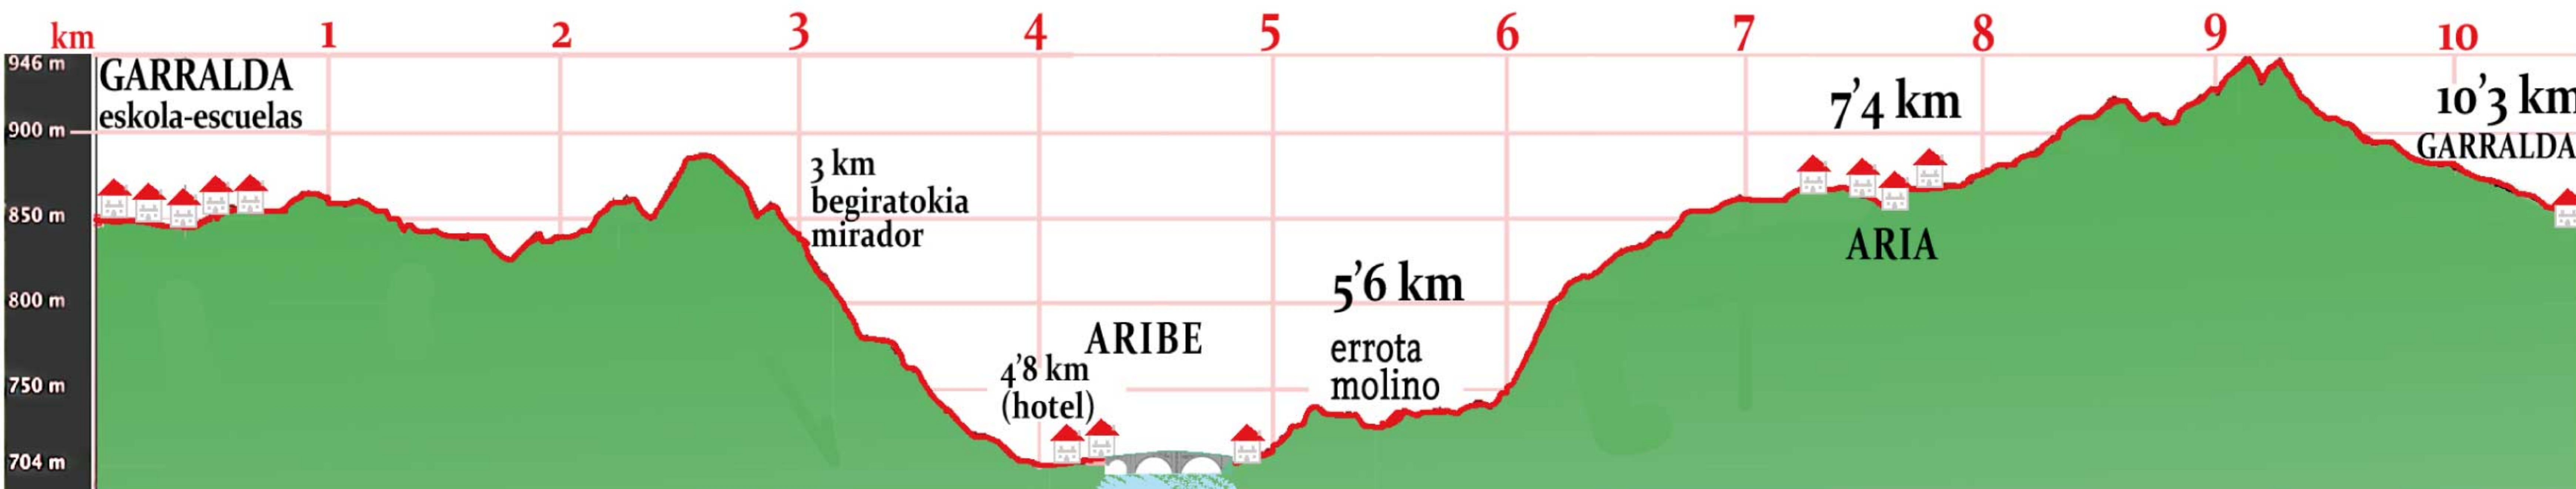 km 1 2 3 4 5 6 7 8 9 10
946 m
900 m
850 m
800 m
750 m
704 m
GARRALDA
eskola-escuelas
3 km
begiratokia
mirador
4'8 km
(hotel)
ARIBE
5'6 km
errota
molino
7'4 km
ARIA
10'3 km
GARRALDA